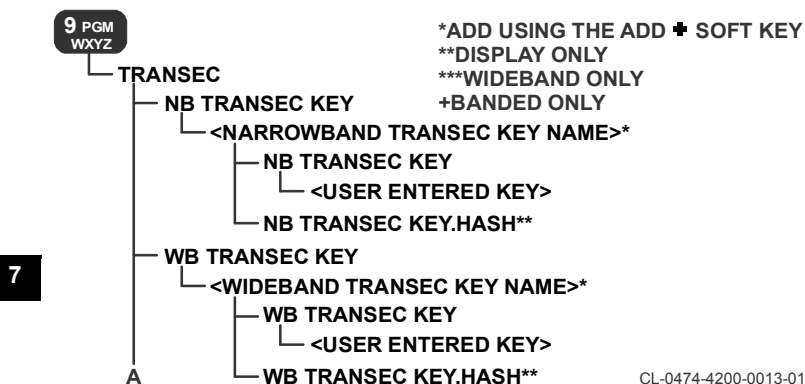 9 PGM
WXYZ
*ADD USING THE ADD + SOFT KEY
**DISPLAY ONLY
***WIDEBAND ONLY
+BANDED ONLY
TRANSEC
NB TRANSEC KEY
<NARROWBAND TRANSEC KEY NAME>*
NB TRANSEC KEY
<USER ENTERED KEY>
NB TRANSEC KEY.HASH**
WB TRANSEC KEY
<WIDEBAND TRANSEC KEY NAME>*
WB TRANSEC KEY
<USER ENTERED KEY>
WB TRANSEC KEY.HASH**
7
A
CL-0474-4200-0013-01